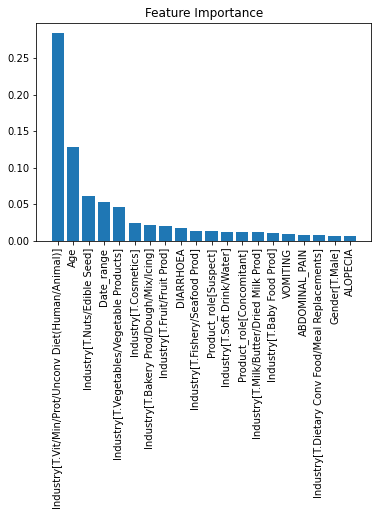 Feature Importance
0.25
0.20
0.15
0.10
0.05
0.00
Industry[T.Vit/Min/Prot/Unconv Diet(Human/Animal)]
Age
Industry[T.Nuts/Edible Seed]
Date_range
Industry[T.Vegetables/Vegetable Products]
Industry[T.Cosmetics]
Industry[T.Bakery Prod/Dough/Mix/Icing]
Industry[T.Fruit/Fruit Prod]
DIARRHOEA
Industry[T.Fishery/Seafood Prod]
Product_role[Suspect]
Industry[T.Soft Drink/Water]
Product_role[Concomitant]
Industry[T.Milk/Butter/Dried Milk Prod]
Industry[T.Baby Food Prod]
VOMITING
ABDOMINAL_PAIN
Industry[T.Dietary Conv Food/Meal Replacements]
Gender[T.Male]
ALOPECIA